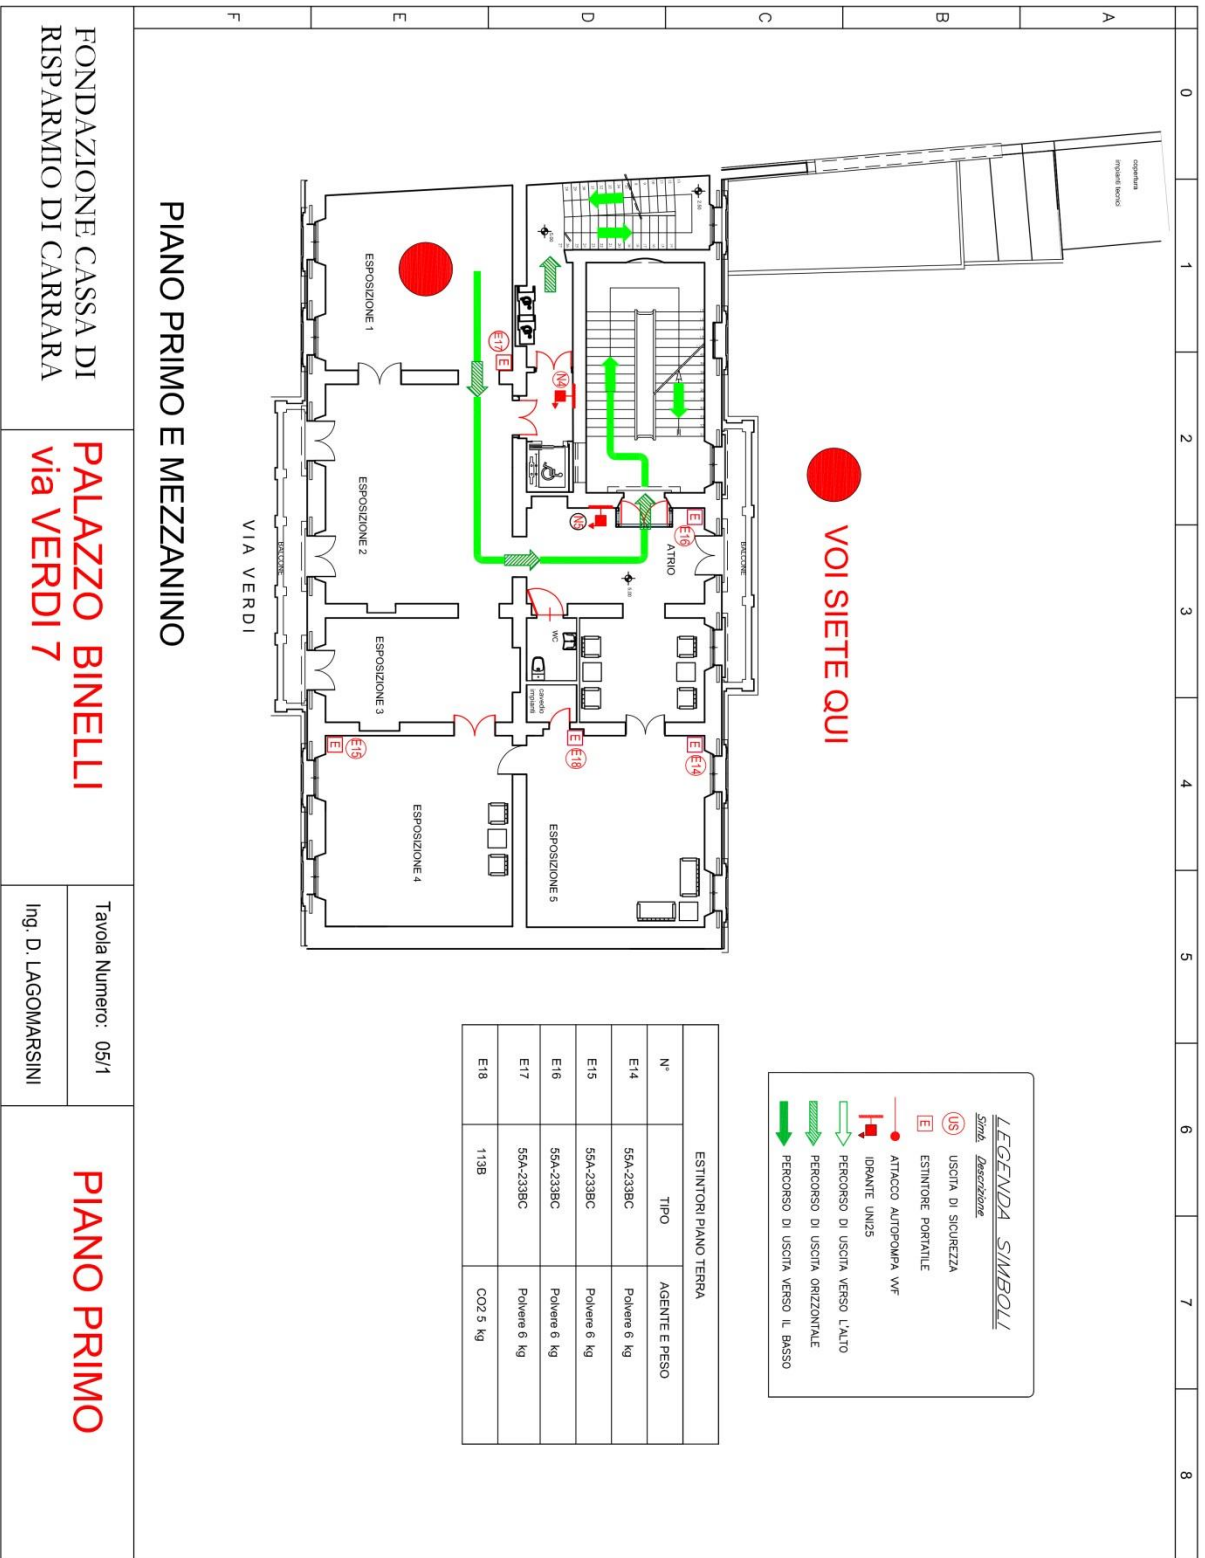 0 1 2 3 4 5 6 7 8
A
B
C
D
E
F
copertura
impianti tecnici
VOI SIETE QUI
LEGENDA SIMBOLI
Simb. Descrizione
US USCITA DI SICUREZZA
E ESTINTORE PORTATILE
ATTACCO AUTOPOMPA VVF
IDRANTE UNI25
PERCORSO DI USCITA VERSO L'ALTO
PERCORSO DI USCITA ORIZZONTALE
PERCORSO DI USCITA VERSO IL BASSO
BALCONE
E E16
E E14
ATRIO
N5
N4
WC
cavedio
impianti
E E18
E E17
ESPOSIZIONE 5
ESPOSIZIONE 1
ESPOSIZIONE 2
ESPOSIZIONE 3
ESPOSIZIONE 4
E E15
BALCONE
VIA VERDI
ESTINTORI PIANO TERRA
N° TIPO AGENTE E PESO
E14 55A-233BC Polvere 6 kg
E15 55A-233BC Polvere 6 kg
E16 55A-233BC Polvere 6 kg
E17 55A-233BC Polvere 6 kg
E18 113B CO2 5 kg
PIANO PRIMO E MEZZANINO
FONDAZIONE CASSA DI
RISPARMIO DI CARRARA
PALAZZO BINELLI
via VERDI 7
Tavola Numero: 05/1
Ing. D. LAGOMARSINI
PIANO PRIMO